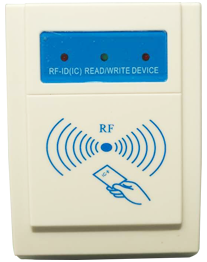 RF-ID(IC) READ/WRITE DEVICE
RF